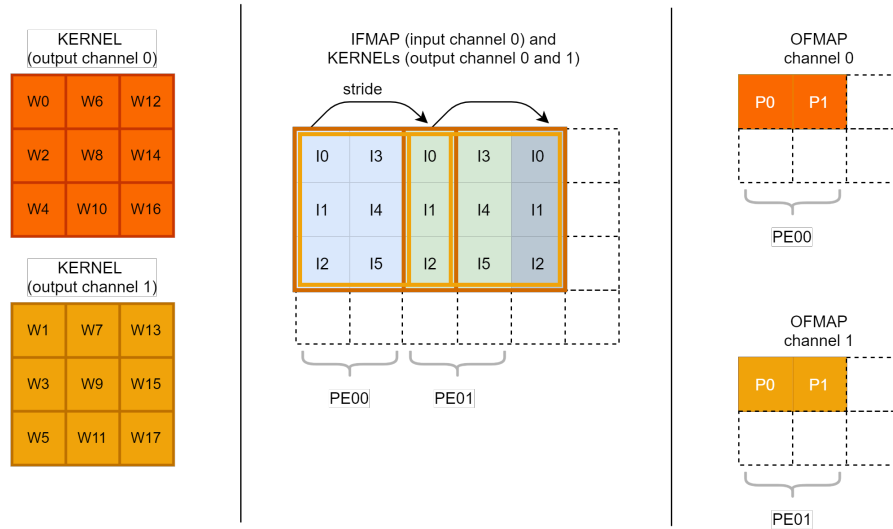 KERNEL
(output channel 0)
W0 W6 W12
W2 W8 W14
W4 W10 W16
KERNEL
(output channel 1)
W1 W7 W13
W3 W9 W15
W5 W11 W17
IFMAP (input channel 0) and
KERNELs (output channel 0 and 1)
stride
I0 I3 I0 I3 I0
I1 I4 I1 I4 I1
I2 I5 I2 I5 I2
PE00 PE01
OFMAP
channel 0
P0 P1
PE00
OFMAP
channel 1
P0 P1
PE01